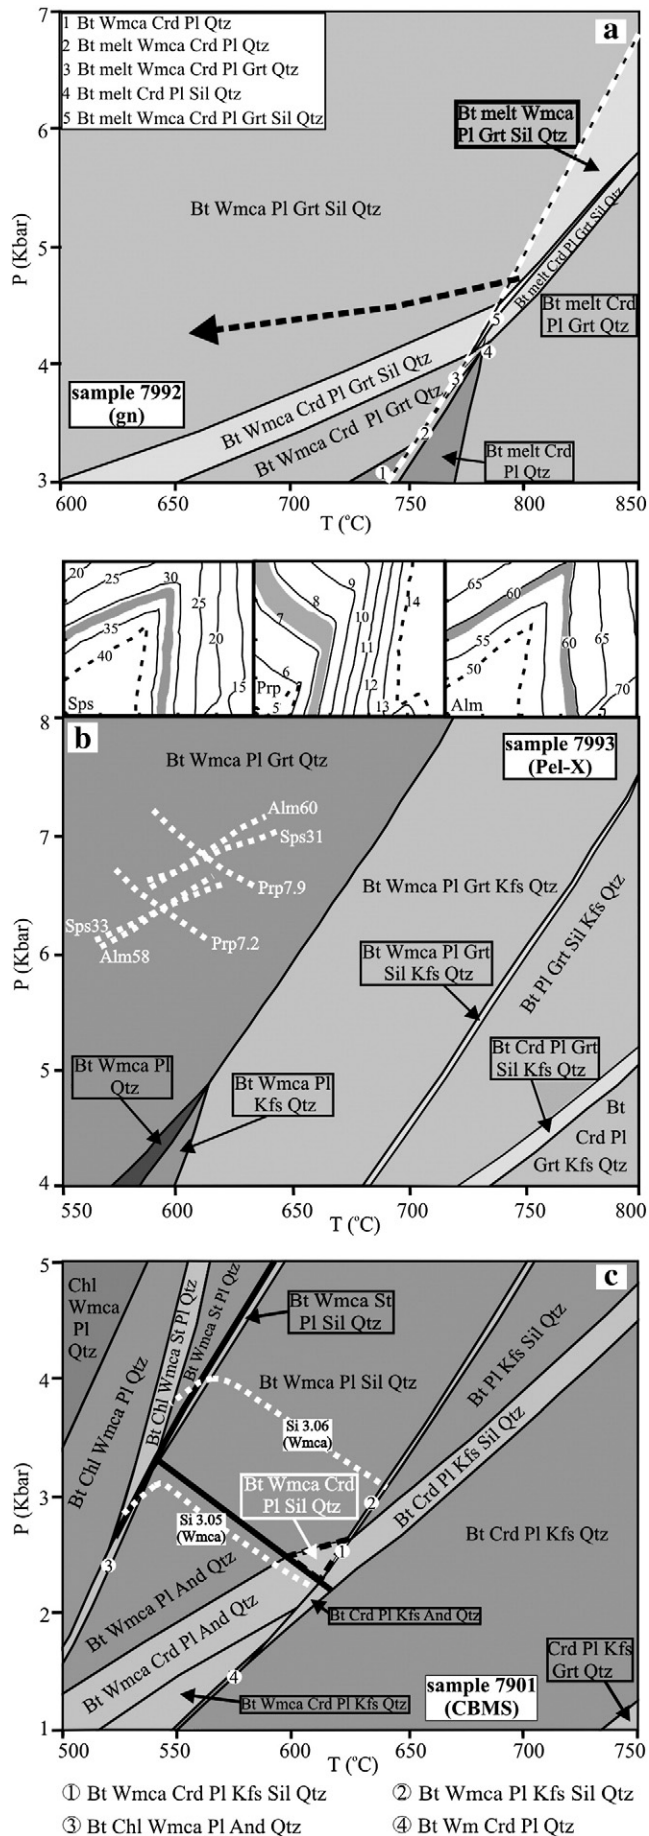 7
1 Bt Wmca Crd Pl Qtz
2 Bt melt Wmca Crd Pl Qtz
3 Bt melt Wmca Crd Pl Grt Qtz
4 Bt melt Crd Pl Sil Qtz
5 Bt melt Wmca Crd Pl Grt Sil Qtz
a
Bt melt Wmca
Pl Grt Sil Qtz
6
Bt Wmca Pl Grt Sil Qtz
5
P (Kbar)
Bt melt Crd Pl Grt Sil Qtz
Bt melt Crd
Pl Grt Qtz
5
4
4
3
2
1
sample 7992
(gn)
Bt Wmca Crd Pl Grt Sil Qtz
Bt Wmca Crd Pl Grt Qtz
Bt melt Crd
Pl Qtz
3
600 650 700 750 800 850
T (°C)
20 25 30 25 20 15 35 40
Sps
9 8 7 10 14 11 6 12 5 13
Prp
65 60 55 60 65 50 70
Alm
8
b
Bt Wmca Pl Grt Qtz
sample 7993
(Pel-X)
7
Alm60
Sps31
Prp7.9
Bt Wmca Pl Grt Kfs Qtz
P (Kbar)
Sps33
Prp7.2
Alm58
6
Bt Wmca Pl Grt
Sil Kfs Qtz
Bt Pl Grt Sil Kfs Qtz
Bt Wmca Pl
Qtz
Bt Wmca Pl
Kfs Qtz
5
Bt Crd Pl Grt
Sil Kfs Qtz
Bt
Crd Pl
Grt Kfs Qtz
4
550 600 650 700 750 800
T (°C)
5
c
Chl
Wmca
Pl
Qtz
Bt Chl Wmca Pl Qtz
Bt Chl Wmca St Pl Qtz
Bt Wmca St Pl Qtz
Bt Wmca St
Pl Sil Qtz
Bt Wmca Pl Sil Qtz
Bt Pl Kfs Sil Qtz
4
Si 3.06
(Wmca)
Bt Crd Pl Kfs Sil Qtz
P (Kbar)
3
Si 3.05
(Wmca)
Bt Wmca Crd
Pl Sil Qtz
2
1
3
Bt Crd Pl Kfs Qtz
Bt Wmca Pl And Qtz
2
Bt Wmca Crd Pl And Qtz
Bt Crd Pl Kfs And Qtz
4
Bt Wmca Crd Pl Kfs Qtz
Crd Pl Kfs
Grt Qtz
sample 7901
(CBMS)
1
500 550 600 650 700 750
T (°C)
① Bt Wmca Crd Pl Kfs Sil Qtz ② Bt Wmca Pl Kfs Sil Qtz
③ Bt Chl Wmca Pl And Qtz ④ Bt Wm Crd Pl Qtz